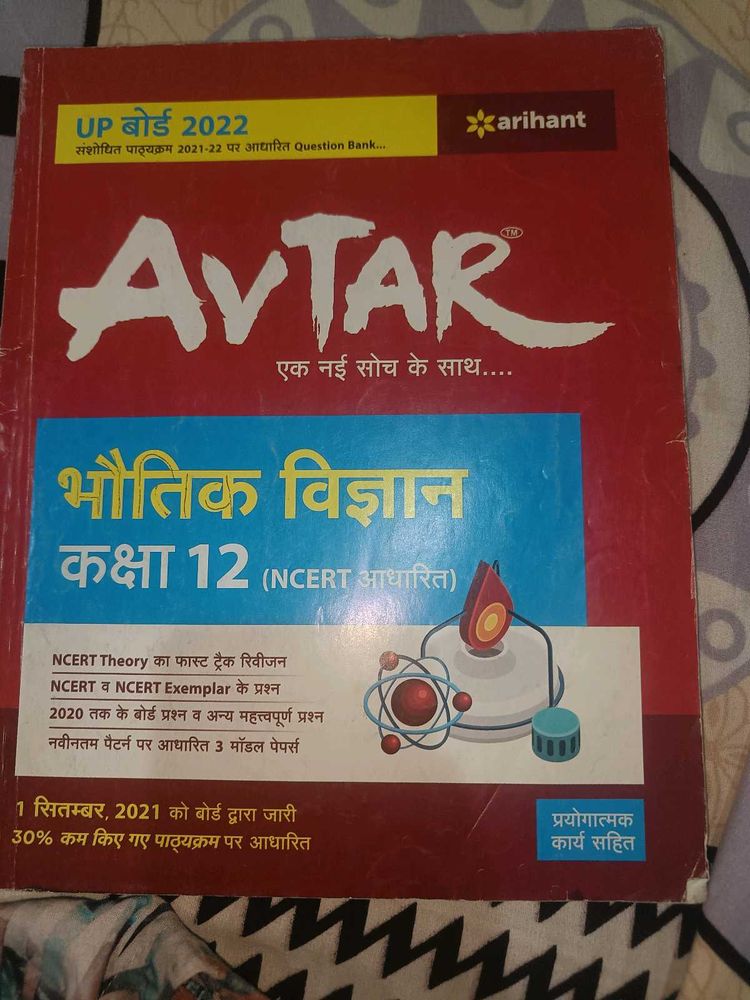 UP बोर्ड 2022
संशोधित पाठ्यक्रम 2021-22 पर आधारित Question Bank...
arihant
AVTAR TM
एक नई सोच के साथ....
भौतिक विज्ञान
कक्षा 12 (NCERT आधारित)
NCERT Theory का फास्ट ट्रैक रिवीजन
NCERT व NCERT Exemplar के प्रश्न
2020 तक के बोर्ड प्रश्न व अन्य महत्त्वपूर्ण प्रश्न
नवीनतम पैटर्न पर आधारित 3 मॉडल पेपर्स
1 सितम्बर, 2021 को बोर्ड द्वारा जारी
30% कम किए गए पाठ्यक्रम पर आधारित
प्रयोगात्मक
कार्य सहित